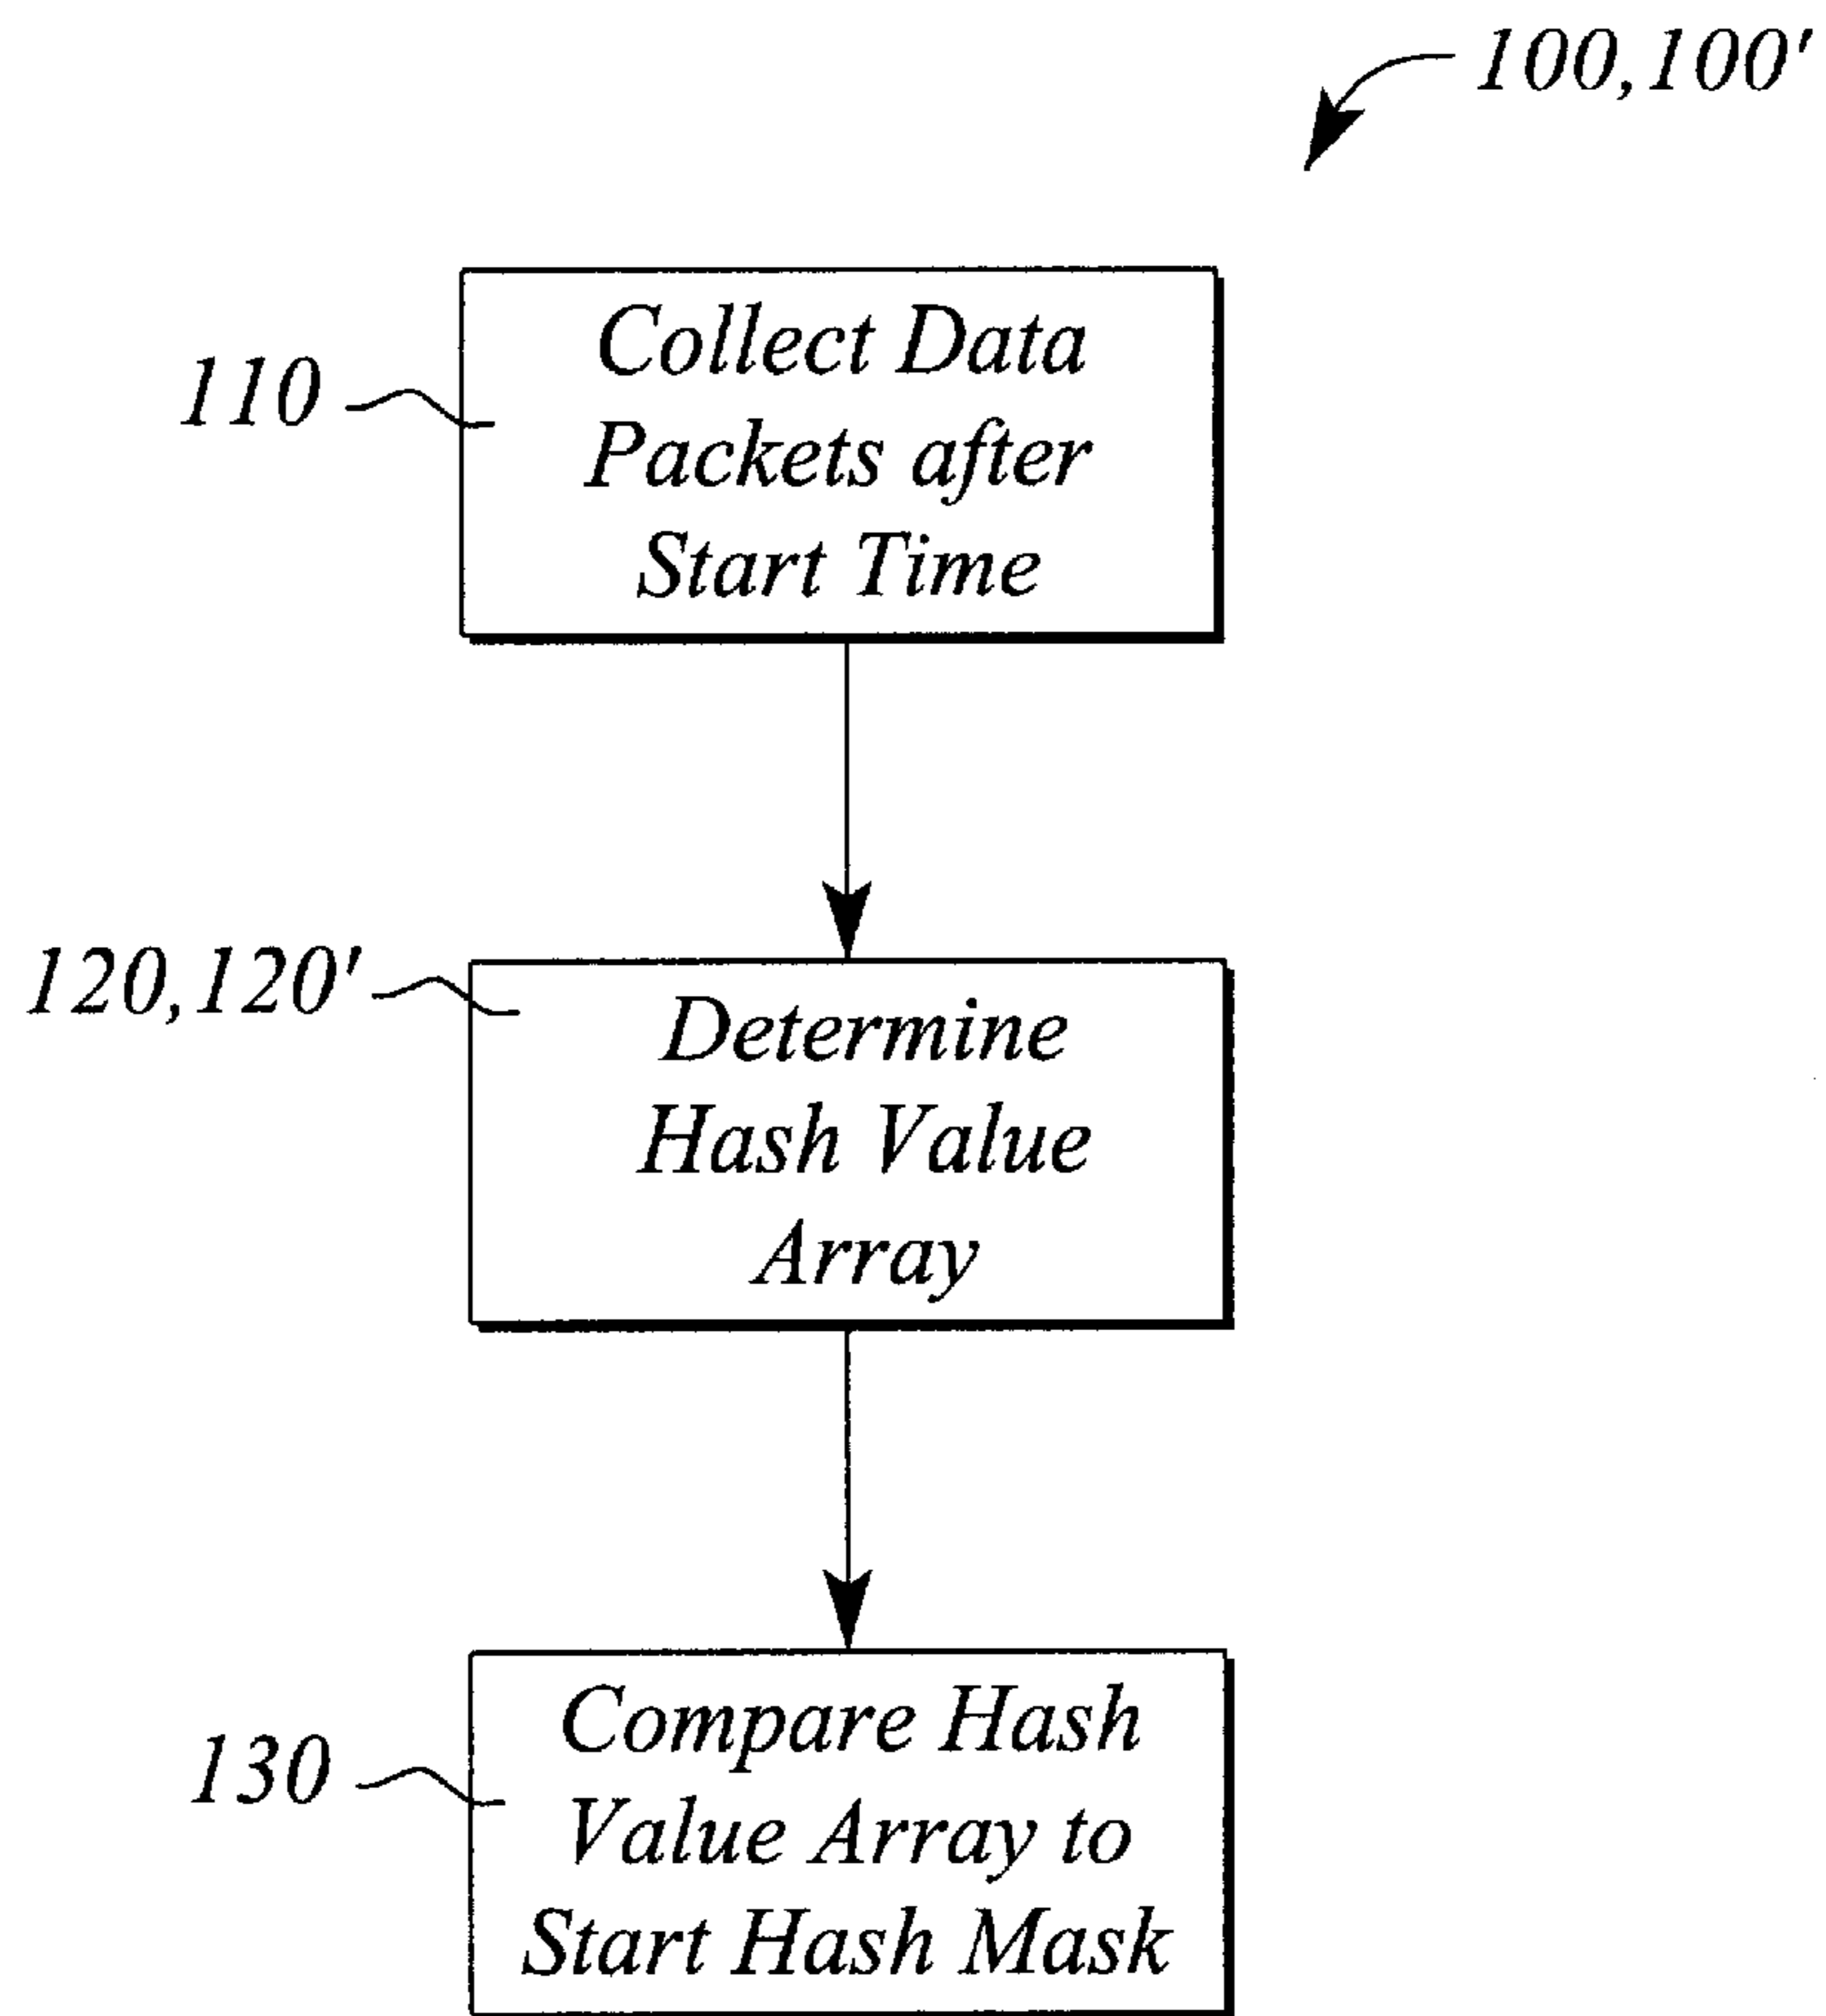 100,100'
110
Collect Data
Packets after
Start Time
120,120'
Determine
Hash Value
Array
130
Compare Hash
Value Array to
Start Hash Mask